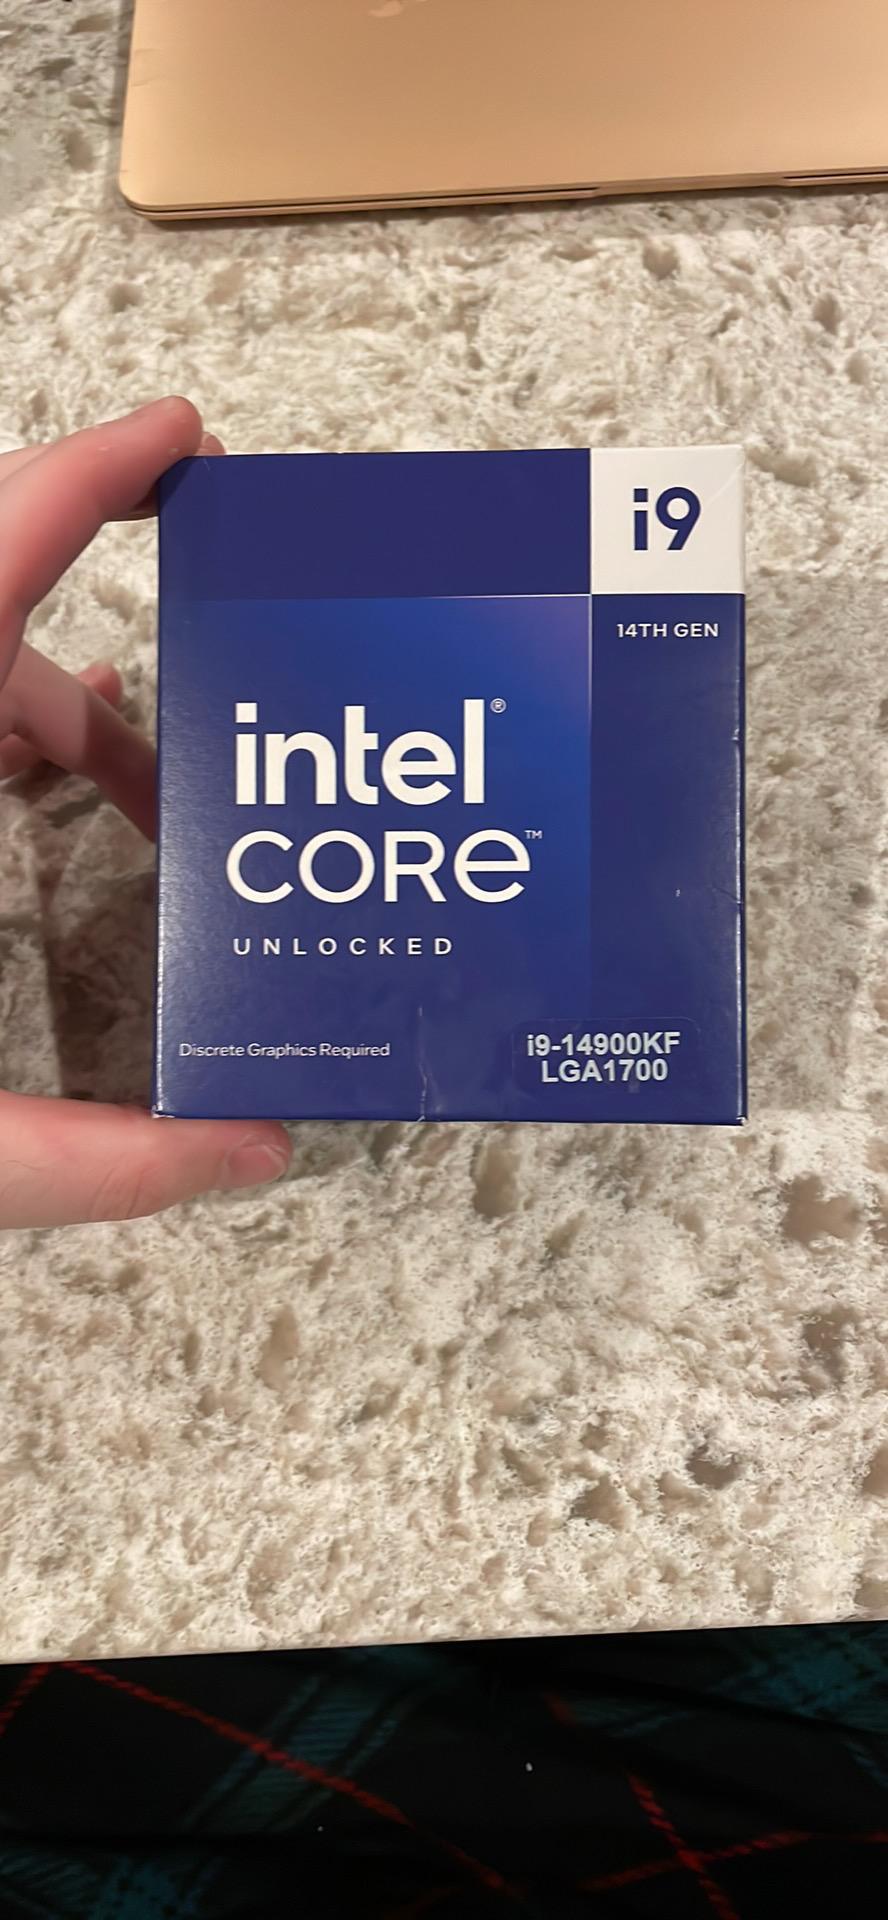 i9
14TH GEN
intel®
CORe™
UNLOCKED
Discrete Graphics Required
i9-14900KF
LGA1700